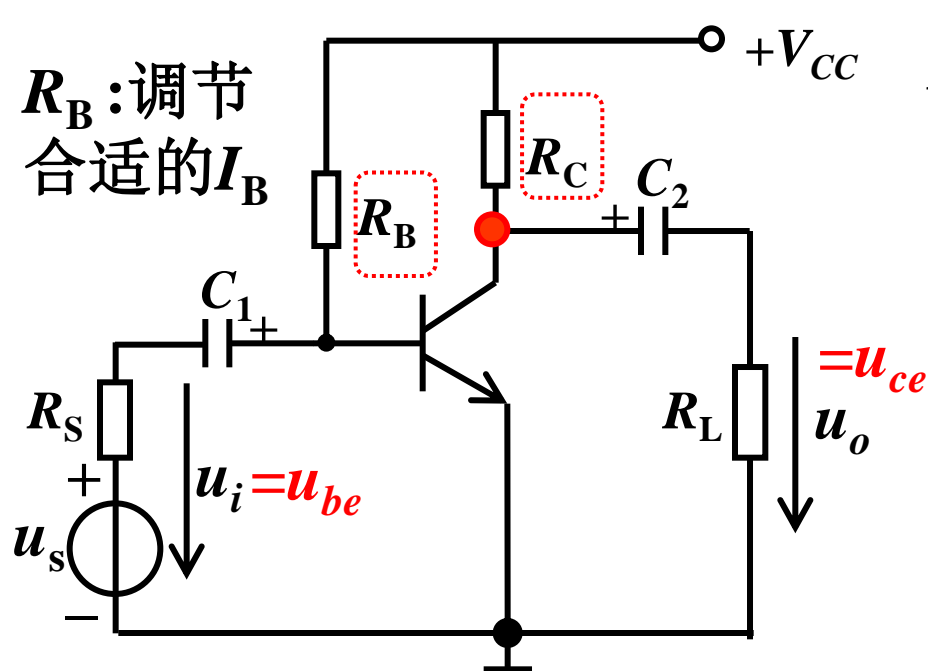 +V_CC
R_B :调节
合适的I_B
R_C
C_2
+
R_B
C_1
+
=u_ce
R_S
R_L
u_o
+
u_i=u_be
u_s
−